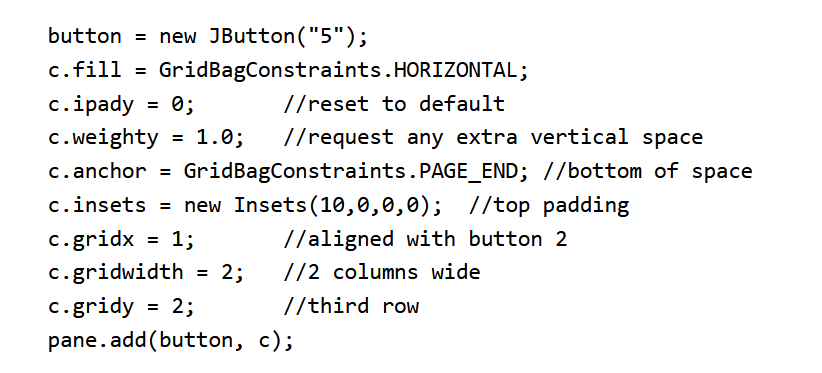 button = new JButton("5");
c.fill = GridBagConstraints.HORIZONTAL;
c.ipady = 0;       //reset to default
c.weighty = 1.0;   //request any extra vertical space
c.anchor = GridBagConstraints.PAGE_END; //bottom of space
c.insets = new Insets(10,0,0,0);  //top padding
c.gridx = 1;       //aligned with button 2
c.gridwidth = 2;   //2 columns wide
c.gridy = 2;       //third row
pane.add(button, c);